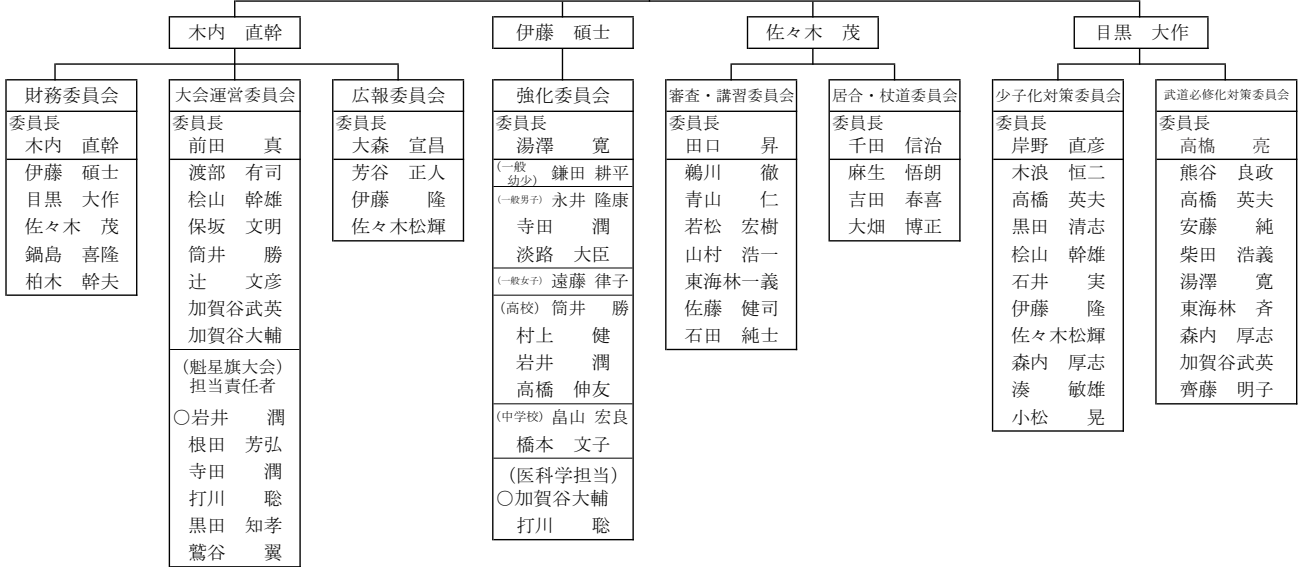 木内　直幹
伊藤　碩士
佐々木　茂
目黒　大作
財務委員会
委員長
木内　直幹
伊藤　碩士
目黒　大作
佐々木　茂
鍋島　喜隆
柏木　幹夫
大会運営委員会
委員長
前田　　真
渡部　有司
桧山　幹雄
保坂　文明
筒井　　勝
辻　　文彦
加賀谷武英
加賀谷大輔
(魁星旗大会)
担当責任者
○岩井　　潤
根田　芳弘
寺田　　潤
打川　　聡
黒田　知孝
鷲谷　　翼
広報委員会
委員長
大森　宣昌
芳谷　正人
伊藤　　隆
佐々木松輝
強化委員会
委員長
湯澤　　寛
(一般
幼少) 鎌田 耕平
(一般男子) 永井 隆康
寺田　　潤
淡路　大臣
(一般女子) 遠藤 律子
(高校) 筒井　　勝
村上　　健
岩井　　潤
高橋　伸友
(中学校) 畠山 宏良
橋本　文子
(医科学担当)
○加賀谷大輔
打川　　聡
審査・講習委員会
委員長
田口　　昇
鵜川　　徹
青山　　仁
若松　宏樹
山村　浩一
東海林一義
佐藤　健司
石田　純士
居合・杖道委員会
委員長
千田　信治
麻生　悟朗
吉田　春喜
大畑　博正
少子化対策委員会
委員長
岸野　直彦
木浪　恒二
高橋　英夫
黒田　清志
桧山　幹雄
石井　　実
伊藤　　隆
佐々木松輝
森内　厚志
湊　　敏雄
小松　　晃
武道必修化対策委員会
委員長
高橋　　亮
熊谷　良政
高橋　英夫
安藤　　純
柴田　浩義
湯澤　　寛
東海林　斉
森内　厚志
加賀谷武英
齊藤　明子